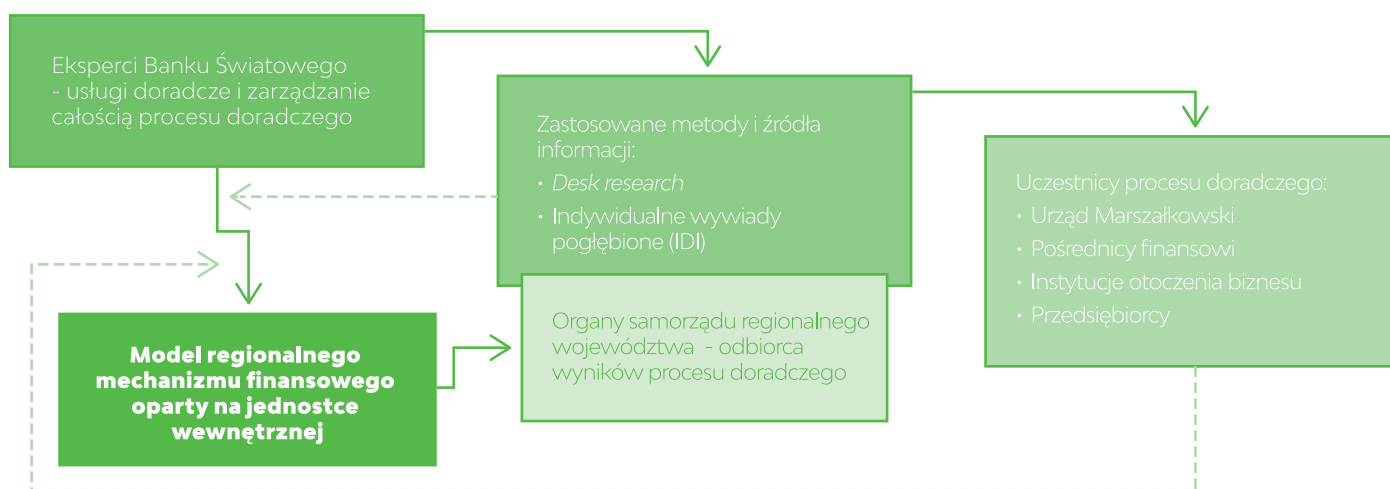 Eksperci Banku Światowego
- usługi doradcze i zarządzanie
całością procesu doradczego
Zastosowane metody i źródła
informacji:
• Desk research
• Indywidualne wywiady
pogłębione (IDI)
Uczestnicy procesu doradczego:
• Urząd Marszałkowski
• Pośrednicy finansowi
• Instytucje otoczenia biznesu
• Przedsiębiorcy
Model regionalnego
mechanizmu finansowego
oparty na jednostce
wewnętrznej
Organy samorządu regionalnego
województwa - odbiorca
wyników procesu doradczego